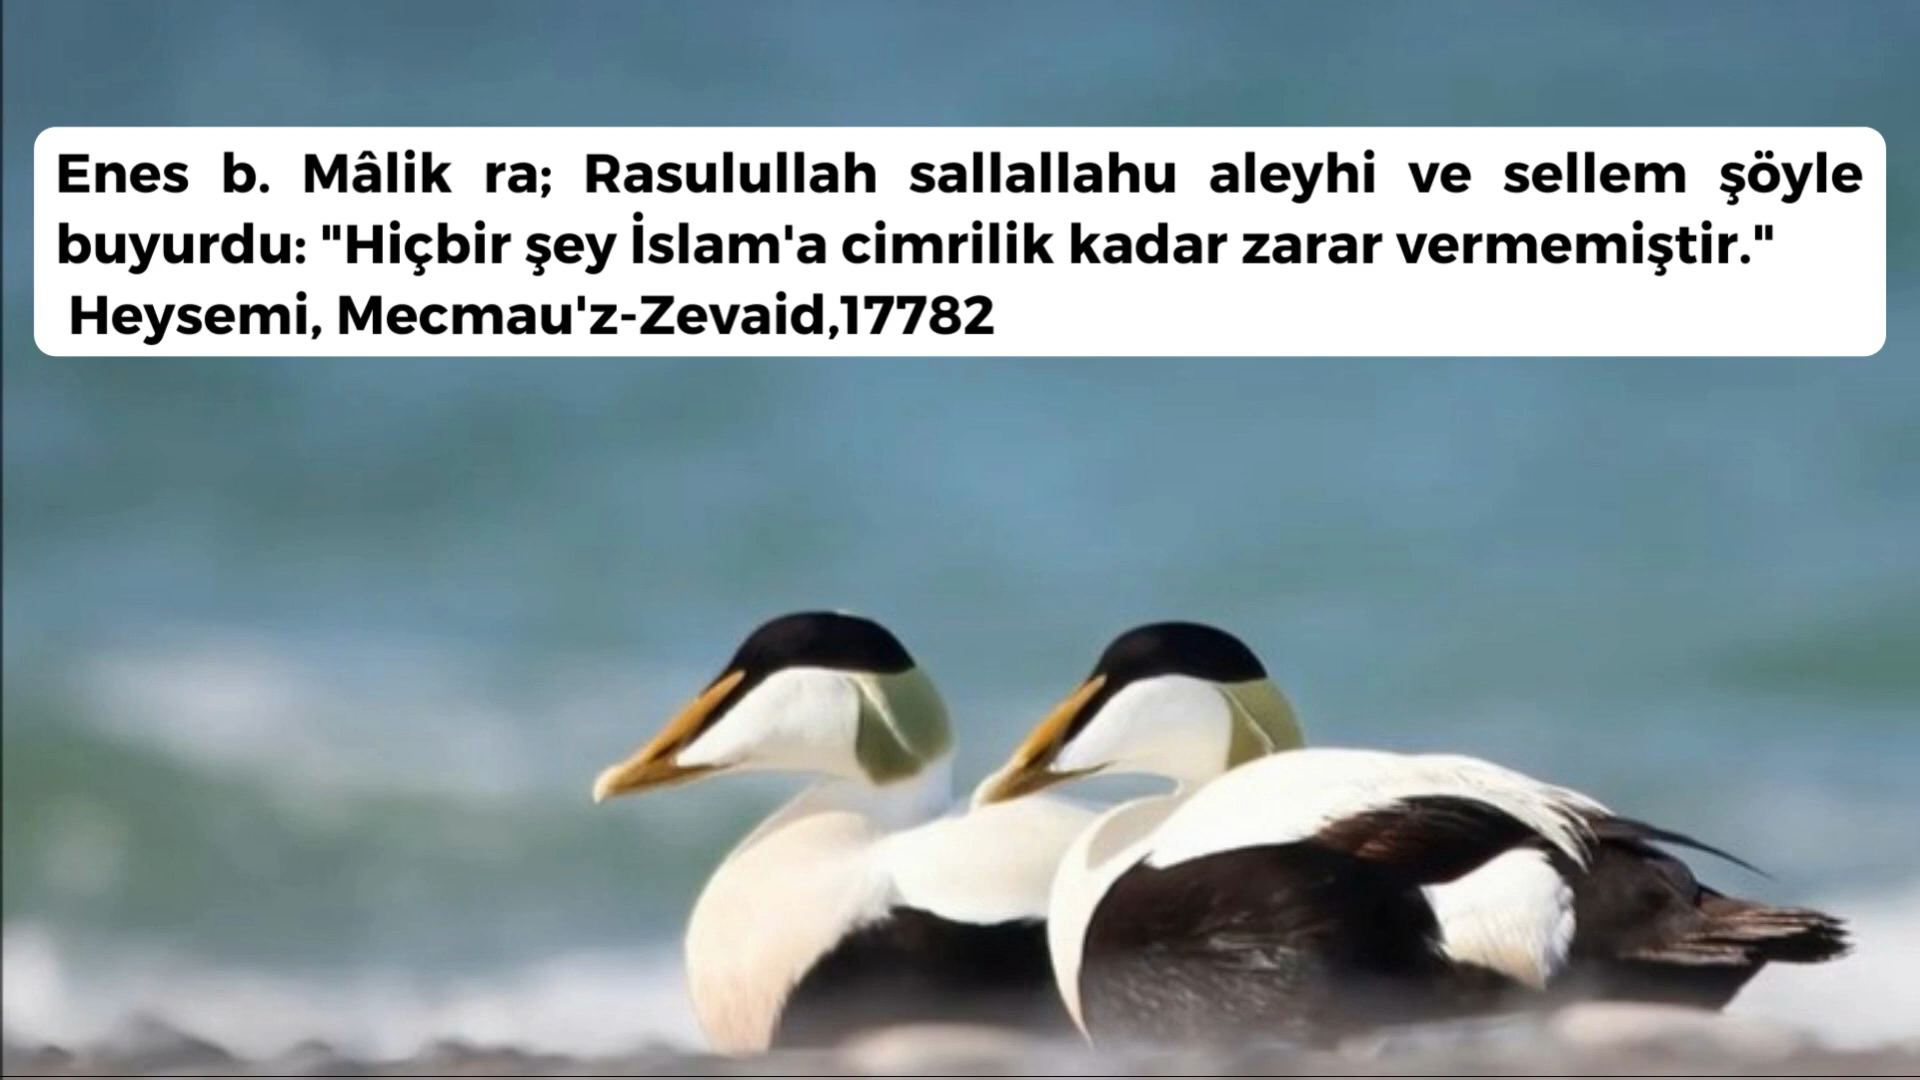 Enes b. Mâlik ra; Rasulullah sallallahu aleyhi ve sellem şöyle
buyurdu: "Hiçbir şey İslam'a cimrilik kadar zarar vermemiştir."
Heysemi, Mecmau'z-Zevaid,17782